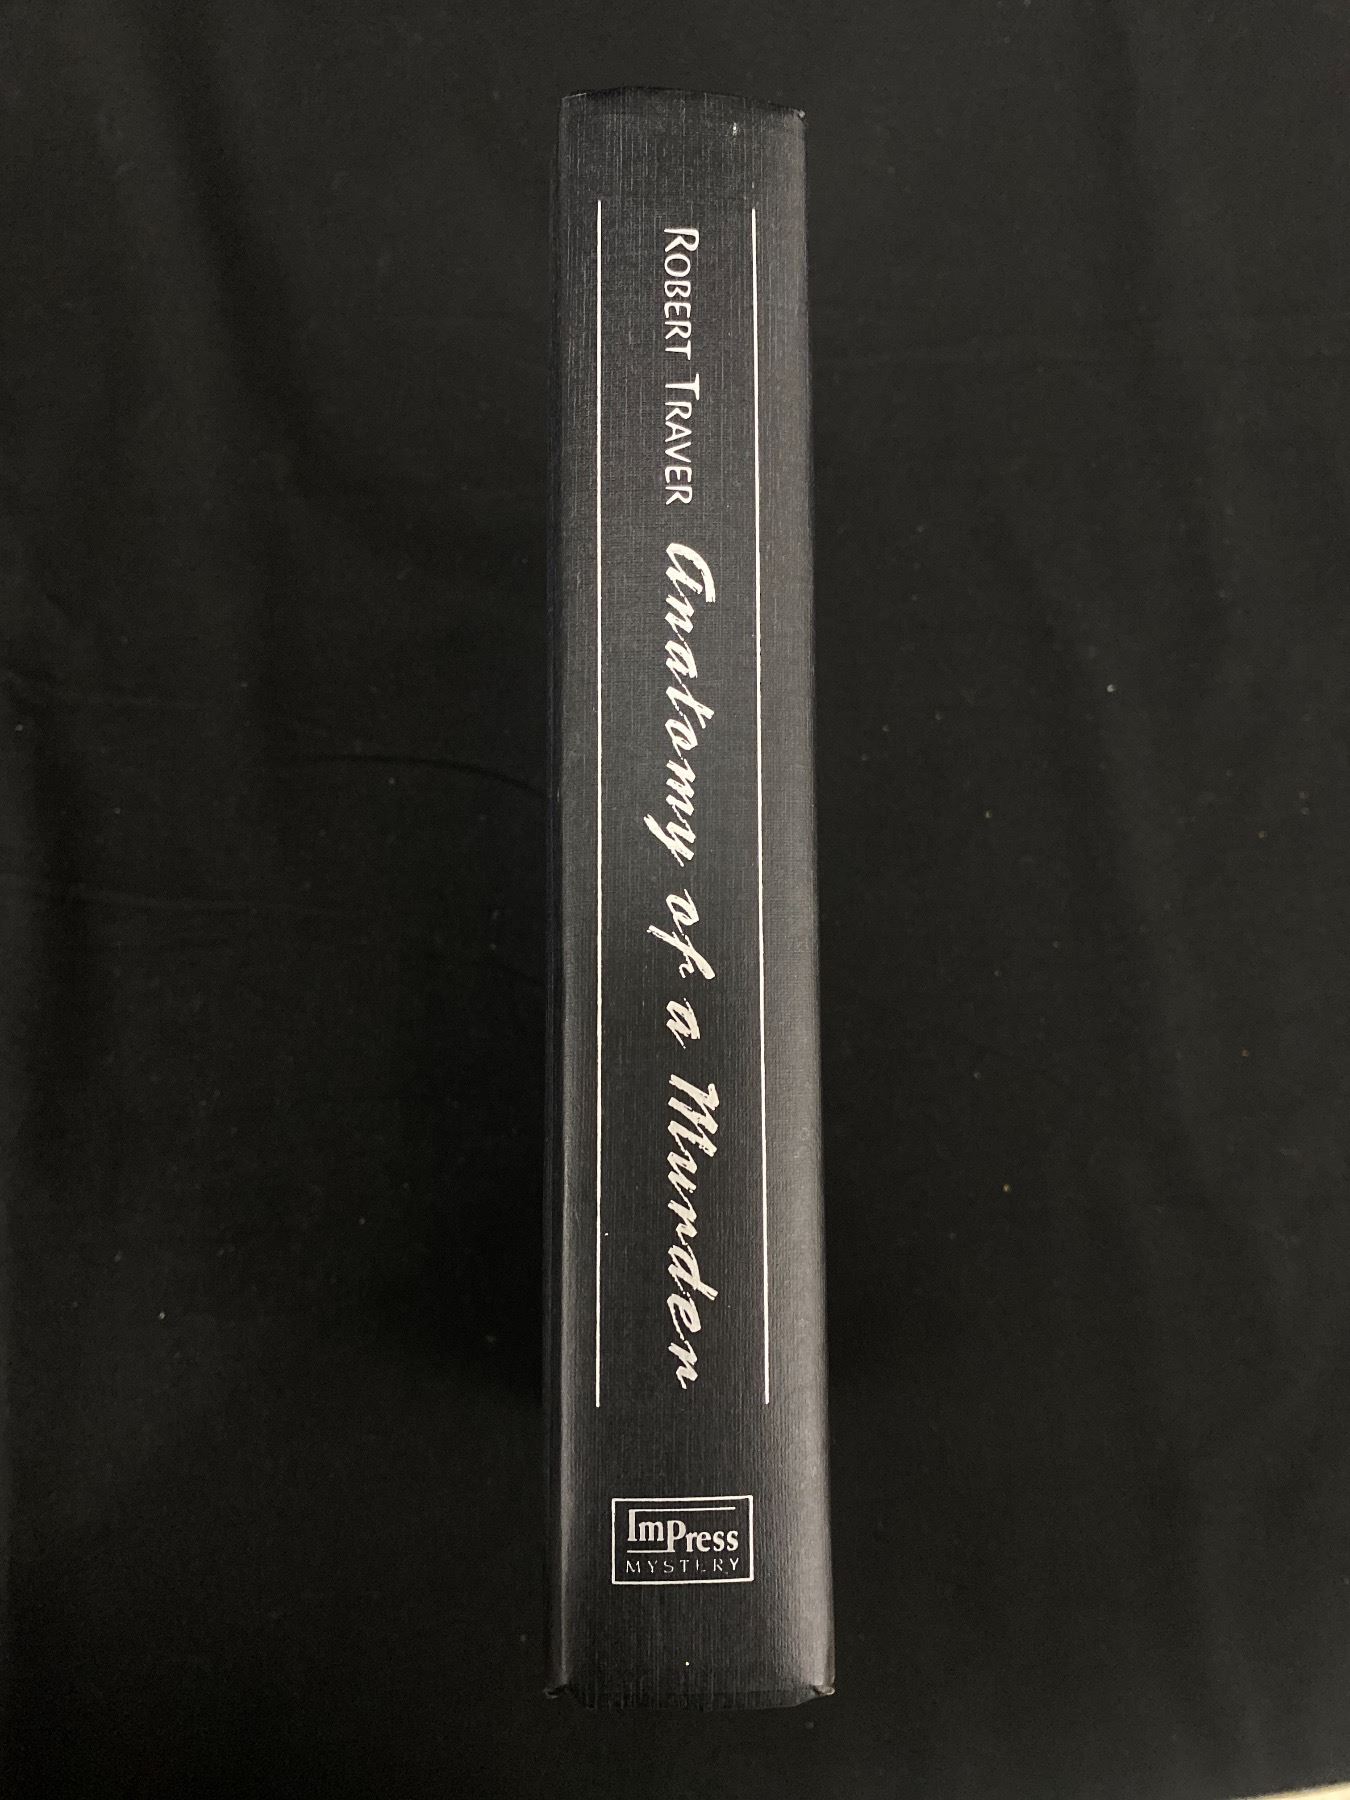 ROBERT TRAVER Anatomy of a Murder
ImPress
MYSTERY